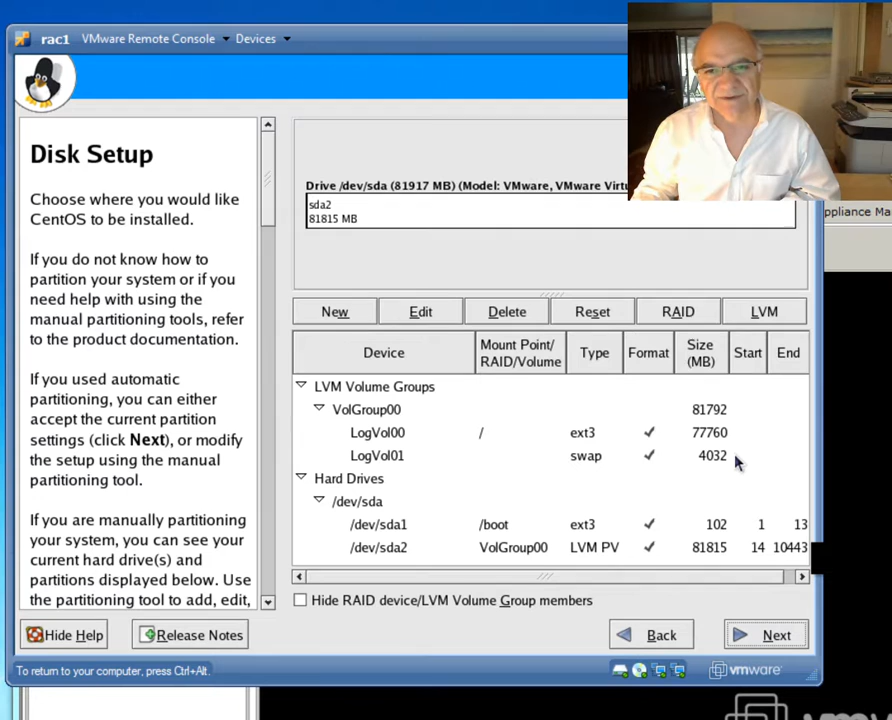 rac1 VMware Remote Console Devices
Disk Setup
Choose where you would like
CentOS to be installed.
If you do not know how to
partition your system or if you
need help with using the
manual partitioning tools, refer
to the product documentation.
If you used automatic
partitioning, you can either
accept the current partition
settings (click Next), or modify
the setup using the manual
partitioning tool.
If you are manually partitioning
your system, you can see your
current hard drive(s) and
partitions displayed below. Use
the partitioning tool to add, edit,
Drive /dev/sda (81917 MB) (Model: VMware, VMware
sda2
81815 MB
New Edit Delete Reset RAID LVM
Device Mount Point/ RAID/Volume Type Format Size (MB) Start End
LVM Volume Groups
VolGroup00 81792
LogVol00 / ext3 77760
LogVol01 swap 4032
Hard Drives
/dev/sda
/dev/sda1 /boot ext3 102 1 13
/dev/sda2 VolGroup00 LVM PV 81815 14 10443
Hide RAID device/LVM Volume Group members
Hide Help Release Notes Back Next
To return to your computer, press Ctrl+Alt.
vmware